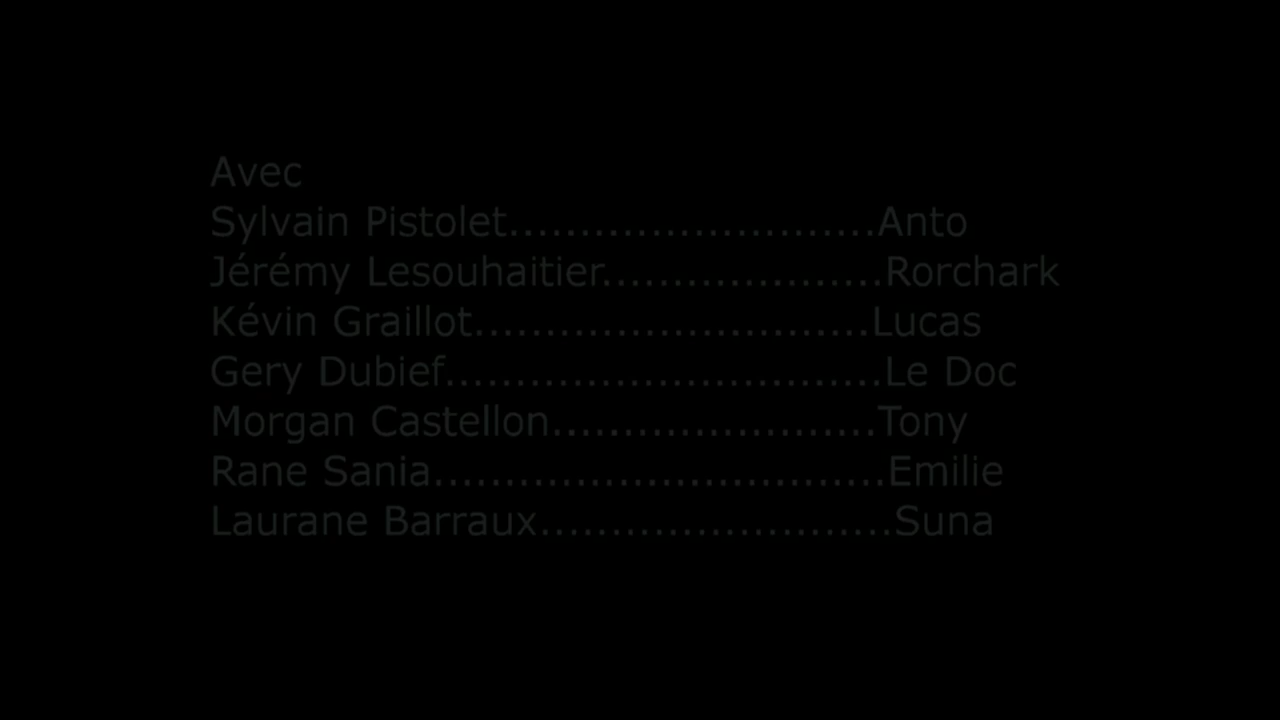 Avec
Sylvain Pistolet..........................Anto
Jérémy Lesouhaitier....................Rorchark
Kévin Graillot............................Lucas
Gery Dubief...............................Le Doc
Morgan Castellon.......................Tony
Rane Sania................................Emilie
Laurane Barraux.........................Suna